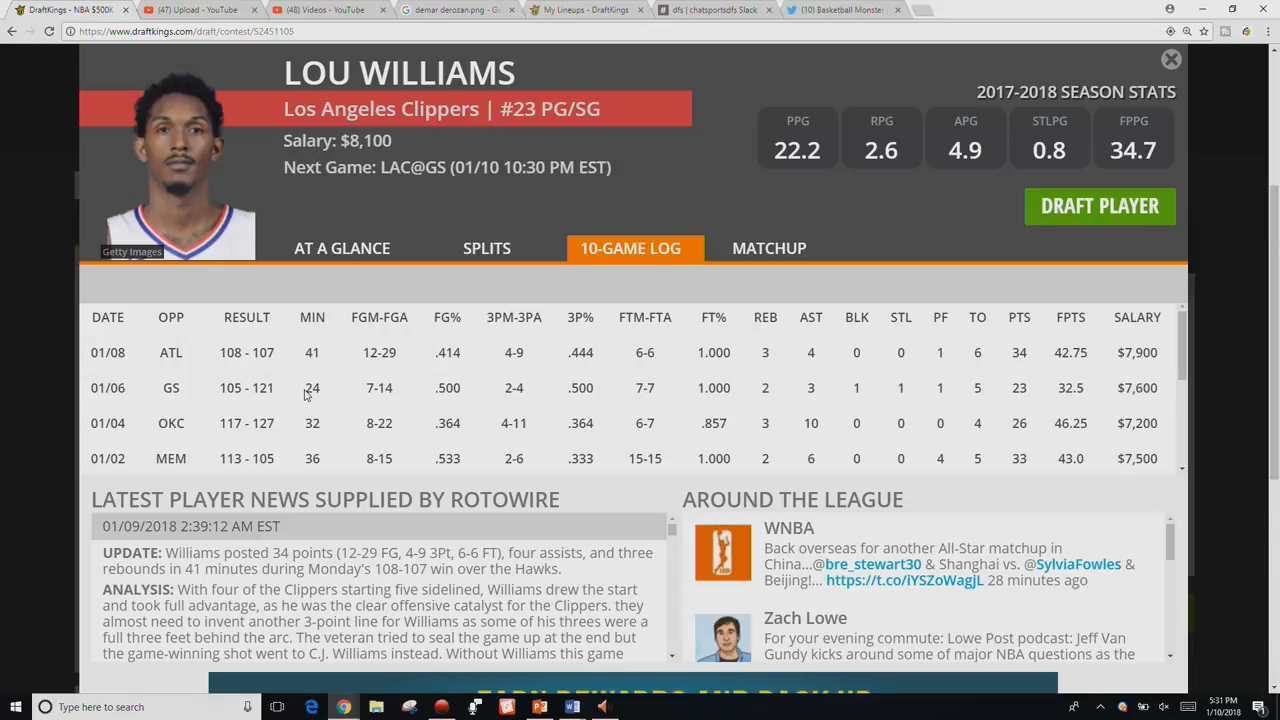 DraftKings - NBA $500K
(47) Upload - YouTube
(48) Videos - YouTube
demar derozan.png - Go
My Lineups - DraftKings
dfs | chatsportsdfs Slack
(10) Basketball Monster
https://www.draftkings.com/draft/contest/52451105
LOU WILLIAMS
Los Angeles Clippers | #23 PG/SG
Salary: $8,100
Next Game: LAC@GS (01/10 10:30 PM EST)
Getty Images
2017-2018 SEASON STATS
PPG RPG APG STLPG FPPG
22.2 2.6 4.9 0.8 34.7
DRAFT PLAYER
AT A GLANCE SPLITS 10-GAME LOG MATCHUP
DATE OPP RESULT MIN FGM-FGA FG% 3PM-3PA 3P% FTM-FTA FT% REB AST BLK STL PF TO PTS FPTS SALARY
01/08 ATL 108 - 107 41 12-29 .414 4-9 .444 6-6 1.000 3 4 0 0 1 6 34 42.75 $7,900
01/06 GS 105 - 121 24 7-14 .500 2-4 .500 7-7 1.000 2 3 1 1 1 5 23 32.5 $7,600
01/04 OKC 117 - 127 32 8-22 .364 4-11 .364 6-7 .857 3 10 0 0 0 4 26 46.25 $7,200
01/02 MEM 113 - 105 36 8-15 .533 2-6 .333 15-15 1.000 2 6 0 0 4 5 33 43.0 $7,500
LATEST PLAYER NEWS SUPPLIED BY ROTOWIRE
01/09/2018 2:39:12 AM EST
UPDATE: Williams posted 34 points (12-29 FG, 4-9 3Pt, 6-6 FT), four assists, and three
rebounds in 41 minutes during Monday's 108-107 win over the Hawks.
ANALYSIS: With four of the Clippers starting five sidelined, Williams drew the start
and took full advantage, as he was the clear offensive catalyst for the Clippers. they
almost need to invent another 3-point line for Williams as some of his threes were a
full three feet behind the arc. The veteran tried to seal the game up at the end but
the game-winning shot went to C.J. Williams instead. Without Williams this game
AROUND THE LEAGUE
WNBA
Back overseas for another All-Star matchup in
China...@bre_stewart30 & Shanghai vs. @SylviaFowles &
Beijing!... https://t.co/iYSZoWagjL 28 minutes ago
Zach Lowe
For your evening commute: Lowe Post podcast: Jeff Van
Gundy kicks around some of major NBA questions as the
EARN REWARDS AND RACK UP
Type here to search
5:31 PM
1/10/2018